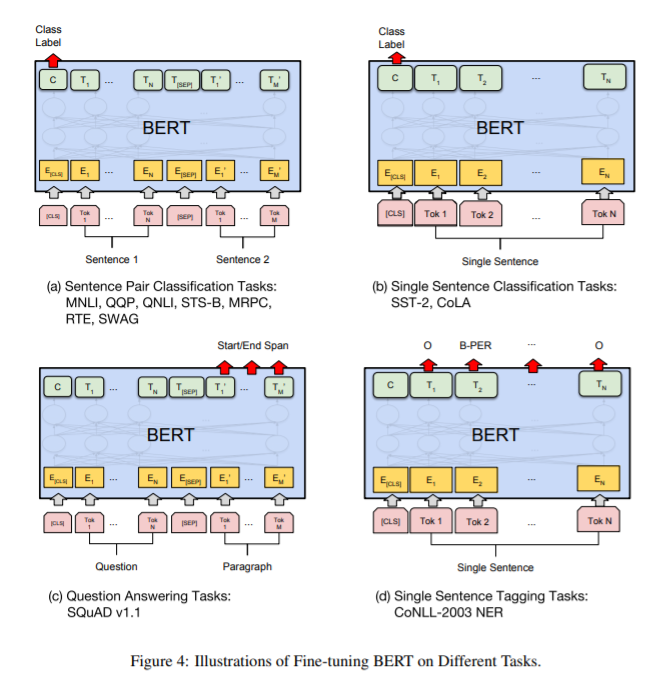 Class
Label
C T1 ... TN T[SEP] T1' ... TM'
BERT
E[CLS] E1 ... EN E[SEP] E1' ... EM'
[CLS] Tok 1 ... Tok N [SEP] Tok 1 ... Tok M
Sentence 1 Sentence 2
(a) Sentence Pair Classification Tasks:
MNLI, QQP, QNLI, STS-B, MRPC,
RTE, SWAG
Class
Label
C T1 T2 ... TN
BERT
E[CLS] E1 E2 ... EN
[CLS] Tok 1 Tok 2 ... Tok N
Single Sentence
(b) Single Sentence Classification Tasks:
SST-2, CoLA
Start/End Span
C T1 ... TN T[SEP] T1' ... TM'
BERT
E[CLS] E1 ... EN E[SEP] E1' ... EM'
[CLS] Tok 1 ... Tok N [SEP] Tok 1 ... Tok M
Question Paragraph
(c) Question Answering Tasks:
SQuAD v1.1
O B-PER ... O
C T1 T2 ... TN
BERT
E[CLS] E1 E2 ... EN
[CLS] Tok 1 Tok 2 ... Tok N
Single Sentence
(d) Single Sentence Tagging Tasks:
CoNLL-2003 NER
Figure 4: Illustrations of Fine-tuning BERT on Different Tasks.